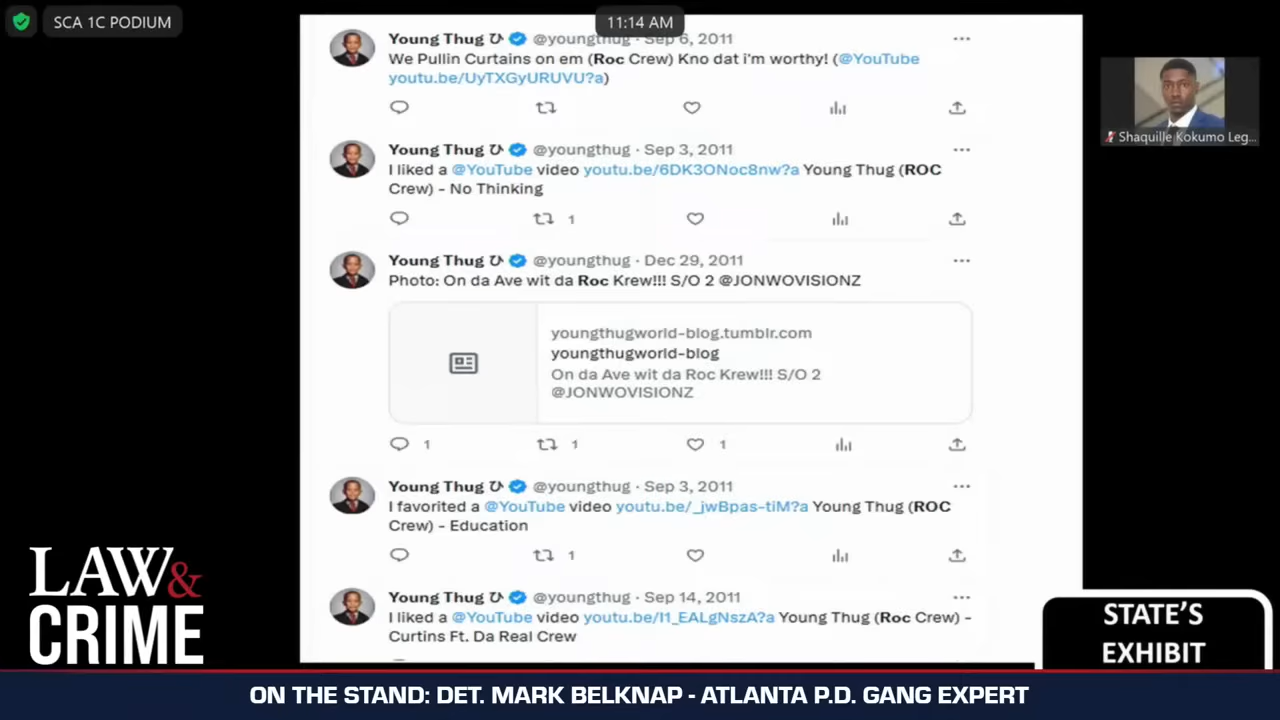 SCA 1C PODIUM
11:14 AM
Young Thug ひ @youngthug · Sep 6, 2011
We Pullin Curtains on em (Roc Crew) Kno dat i'm worthy! (@YouTube
youtu.be/UyTXGyURUVU?a)
Young Thug ひ @youngthug · Sep 3, 2011
I liked a @YouTube video youtu.be/6DK3ONoc8nw?a Young Thug (ROC
Crew) - No Thinking
1
Young Thug ひ @youngthug · Dec 29, 2011
Photo: On da Ave wit da Roc Krew!!! S/O 2 @JONWOVISIONZ
youngthugworld-blog.tumblr.com
youngthugworld-blog
On da Ave wit da Roc Krew!!! S/O 2
@JONWOVISIONZ
1 1 1
Young Thug ひ @youngthug · Sep 3, 2011
I favorited a @YouTube video youtu.be/_jwBpas-tiM?a Young Thug (ROC
Crew) - Education
1
Young Thug ひ @youngthug · Sep 14, 2011
I liked a @YouTube video youtu.be/I1_EALgNszA?a Young Thug (Roc Crew) -
Curtins Ft. Da Real Crew
Shaquille Kokumo Leg...
LAW&
CRIME
STATE'S
EXHIBIT
ON THE STAND: DET. MARK BELKNAP - ATLANTA P.D. GANG EXPERT